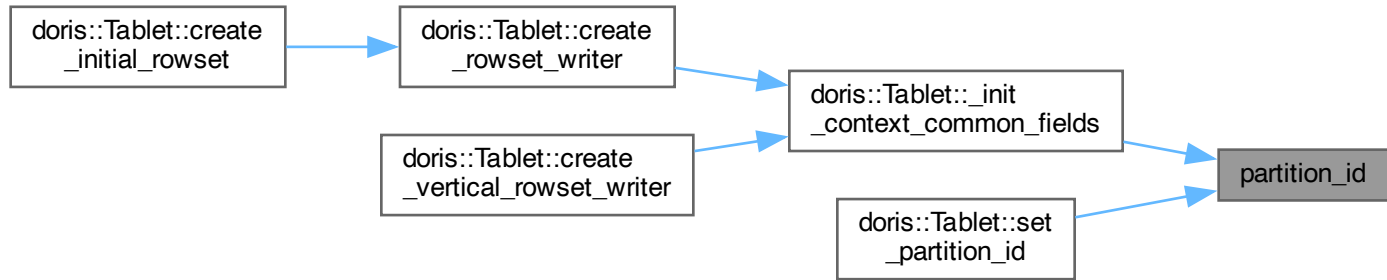 doris::Tablet::create
_initial_rowset
doris::Tablet::create
_rowset_writer
doris::Tablet::_init
_context_common_fields
doris::Tablet::create
_vertical_rowset_writer
partition_id
doris::Tablet::set
_partition_id